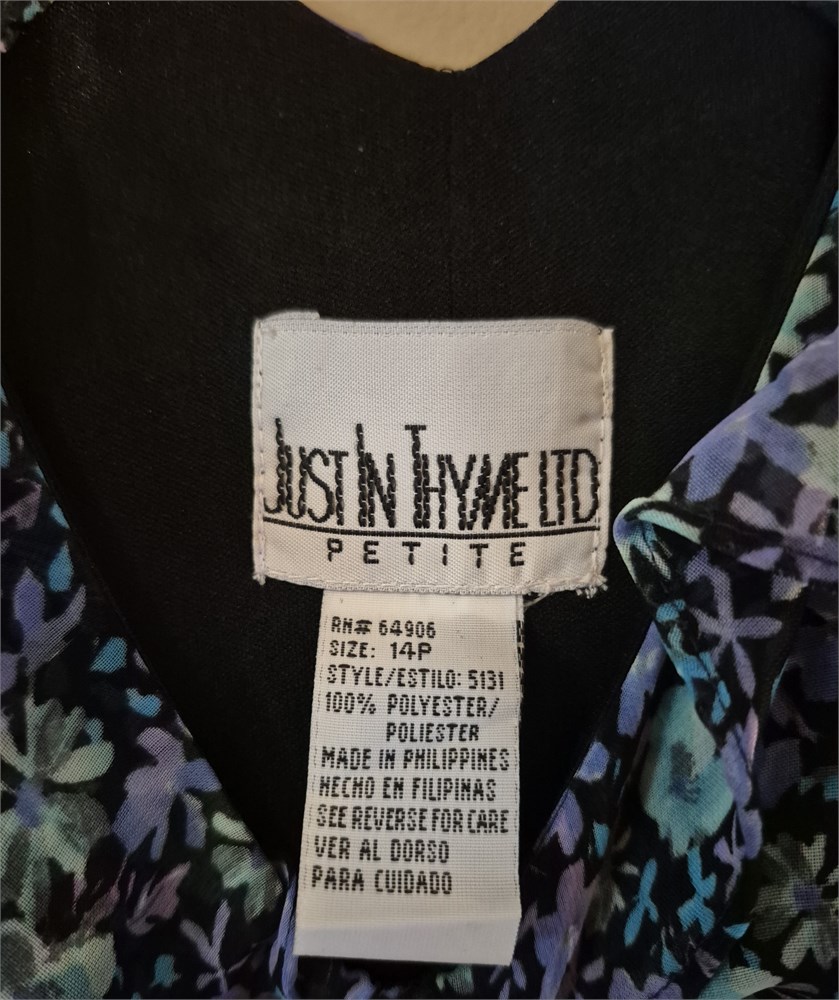 JUST IN THYME LTD
PETITE
RN# 64906
SIZE: 14P
STYLE/ESTILO: 5131
100% POLYESTER/
POLIESTER
MADE IN PHILIPPINES
HECHO EN FILIPINAS
SEE REVERSE FOR CARE
VER AL DORSO
PARA CUIDADO